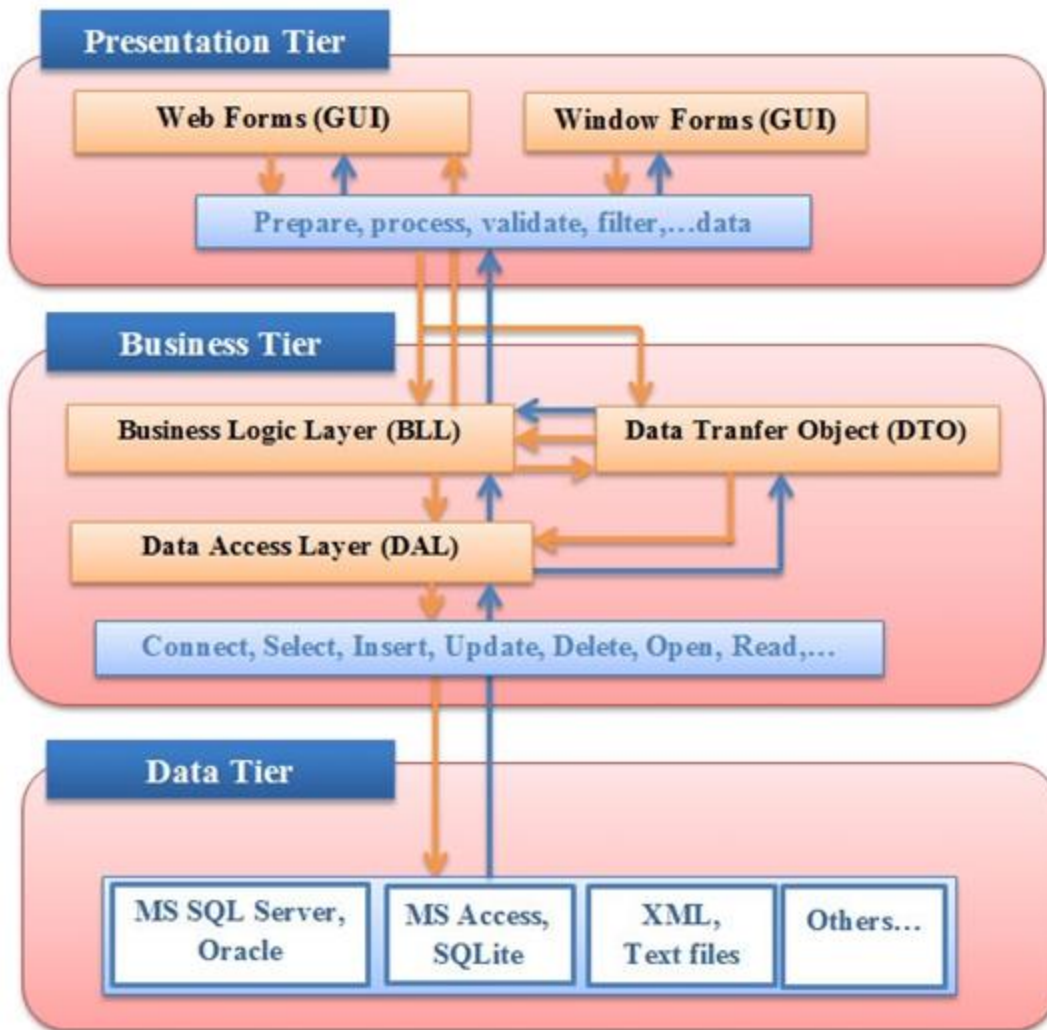 Presentation Tier
Web Forms (GUI)
Window Forms (GUI)
Prepare, process, validate, filter,...data
Business Tier
Business Logic Layer (BLL)
Data Tranfer Object (DTO)
Data Access Layer (DAL)
Connect, Select, Insert, Update, Delete, Open, Read,...
Data Tier
MS SQL Server,
Oracle
MS Access,
SQLite
XML,
Text files
Others...